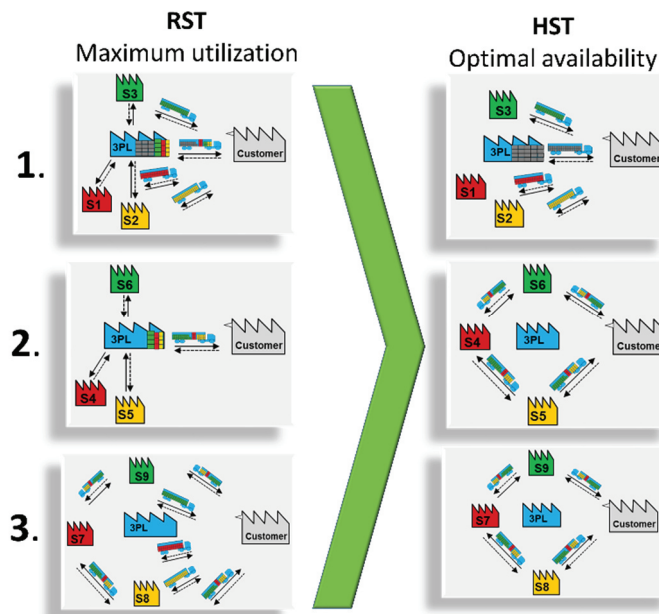 RST
Maximum utilization
HST
Optimal availability
1.
S3
3PL
Customer
S1
S2
S3
3PL
Customer
S1
S2
2.
S6
3PL
Customer
S4
S5
S6
S4
3PL
Customer
S5
3.
S9
S7
3PL
Customer
S8
S9
S7
3PL
Customer
S8